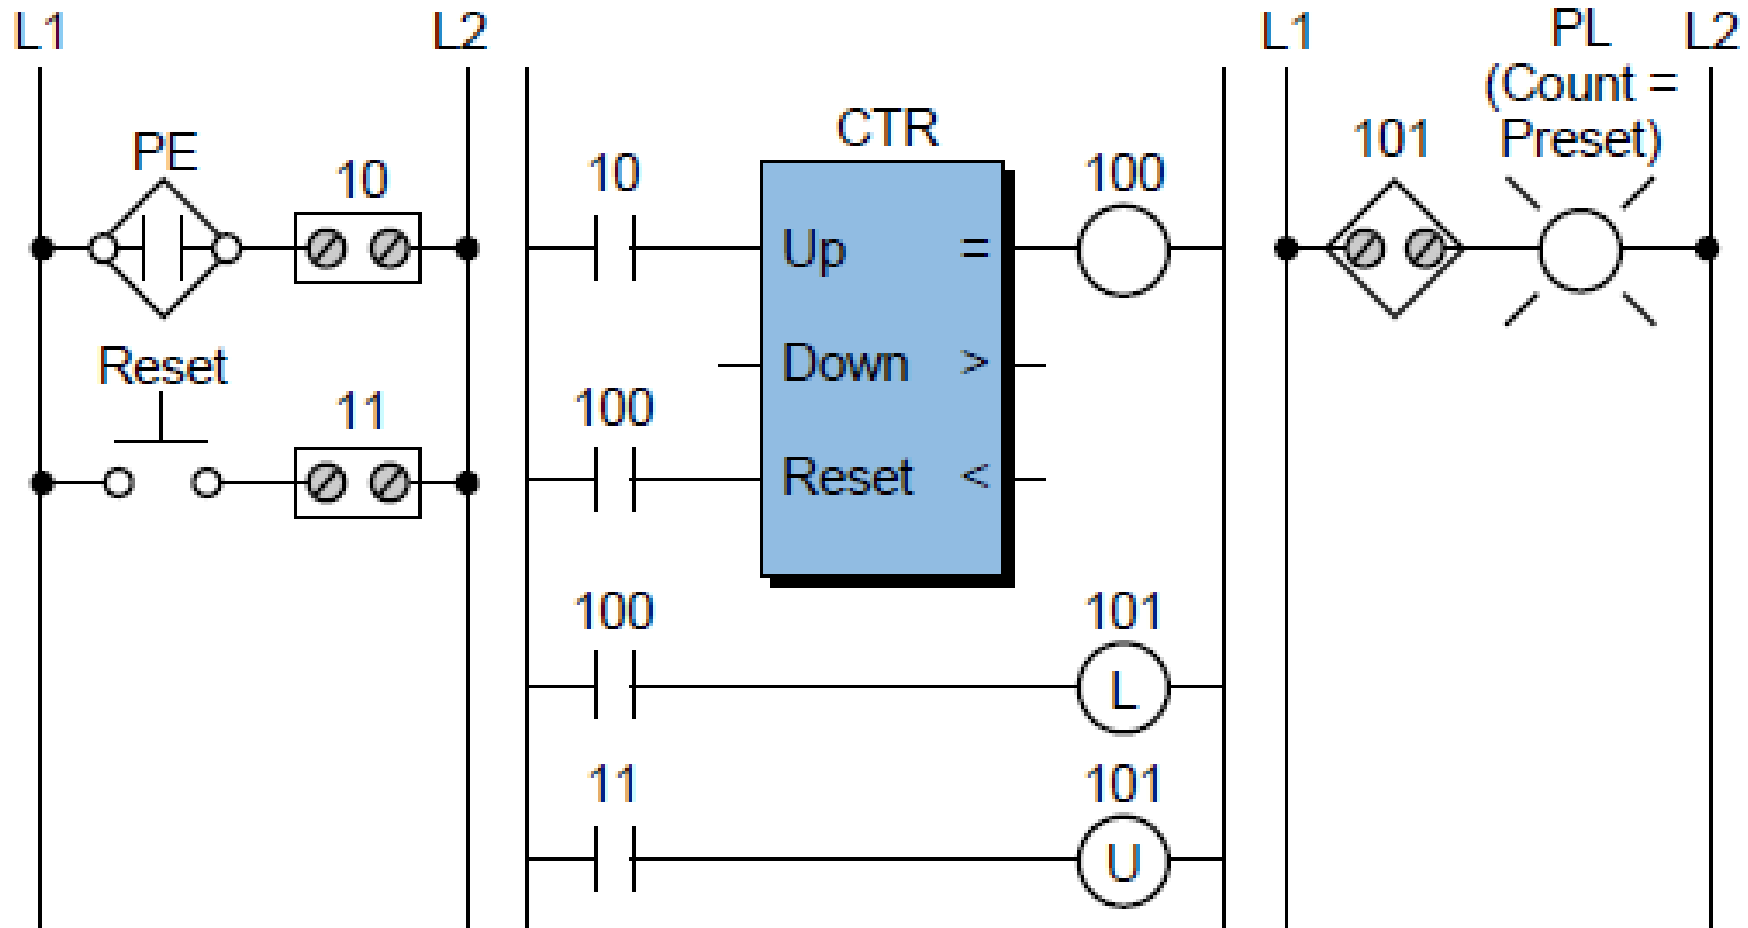 L1
L2
PE
10
Reset
11
CTR
10
100
Up =
Down >
100
Reset <
100
101
L
11
101
U
L1
PL
L2
(Count =
Preset)
101